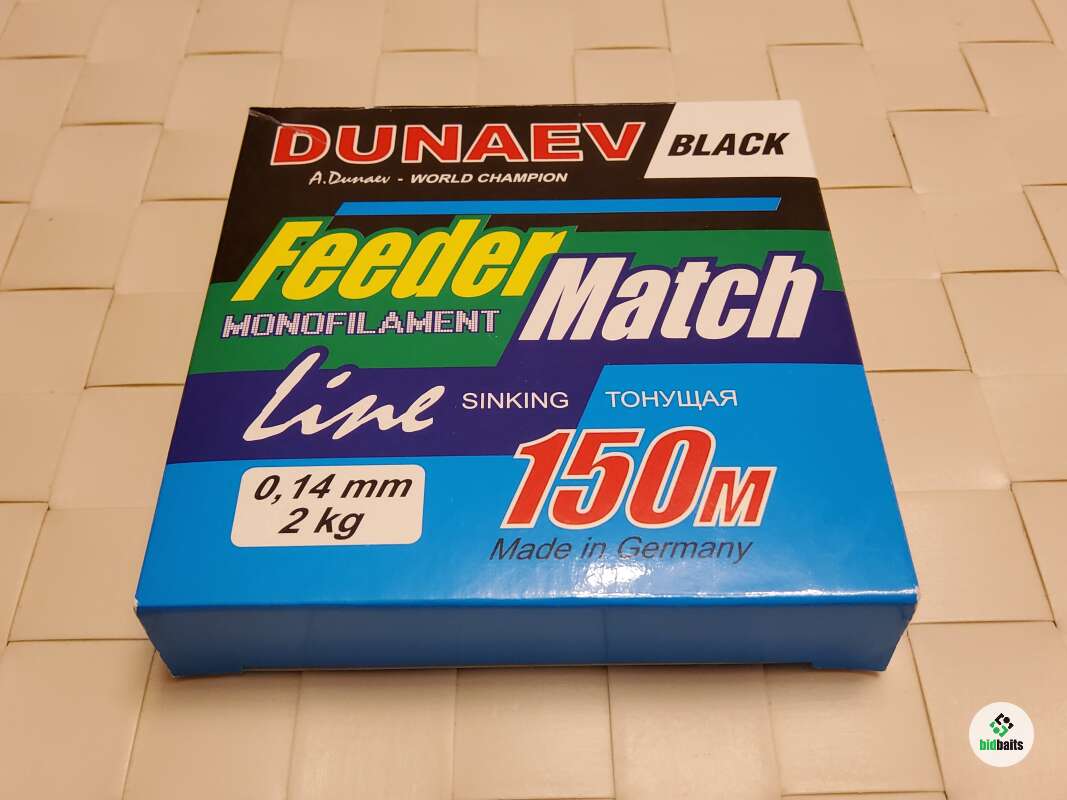 DUNAEV BLACK
A.Dunaev - WORLD CHAMPION
Feeder Match
MONOFILAMENT
Line SINKING ТОНУЩАЯ
0,14 mm
2 kg
150м
Made in Germany
bidbaits